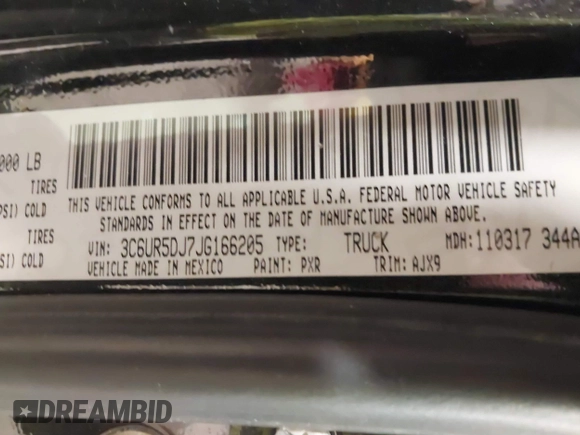 000 LB
TIRES
PSI) COLD
TIRES
SI) COLD
THIS VEHICLE CONFORMS TO ALL APPLICABLE U.S.A. FEDERAL MOTOR VEHICLE SAFETY
STANDARDS IN EFFECT ON THE DATE OF MANUFACTURE SHOWN ABOVE.
VIN: 3C6UR5DJ7JG166205 TYPE: TRUCK MDH: 110317 344A
VEHICLE MADE IN MEXICO PAINT: PXR TRIM: AJX9
DREAMBID